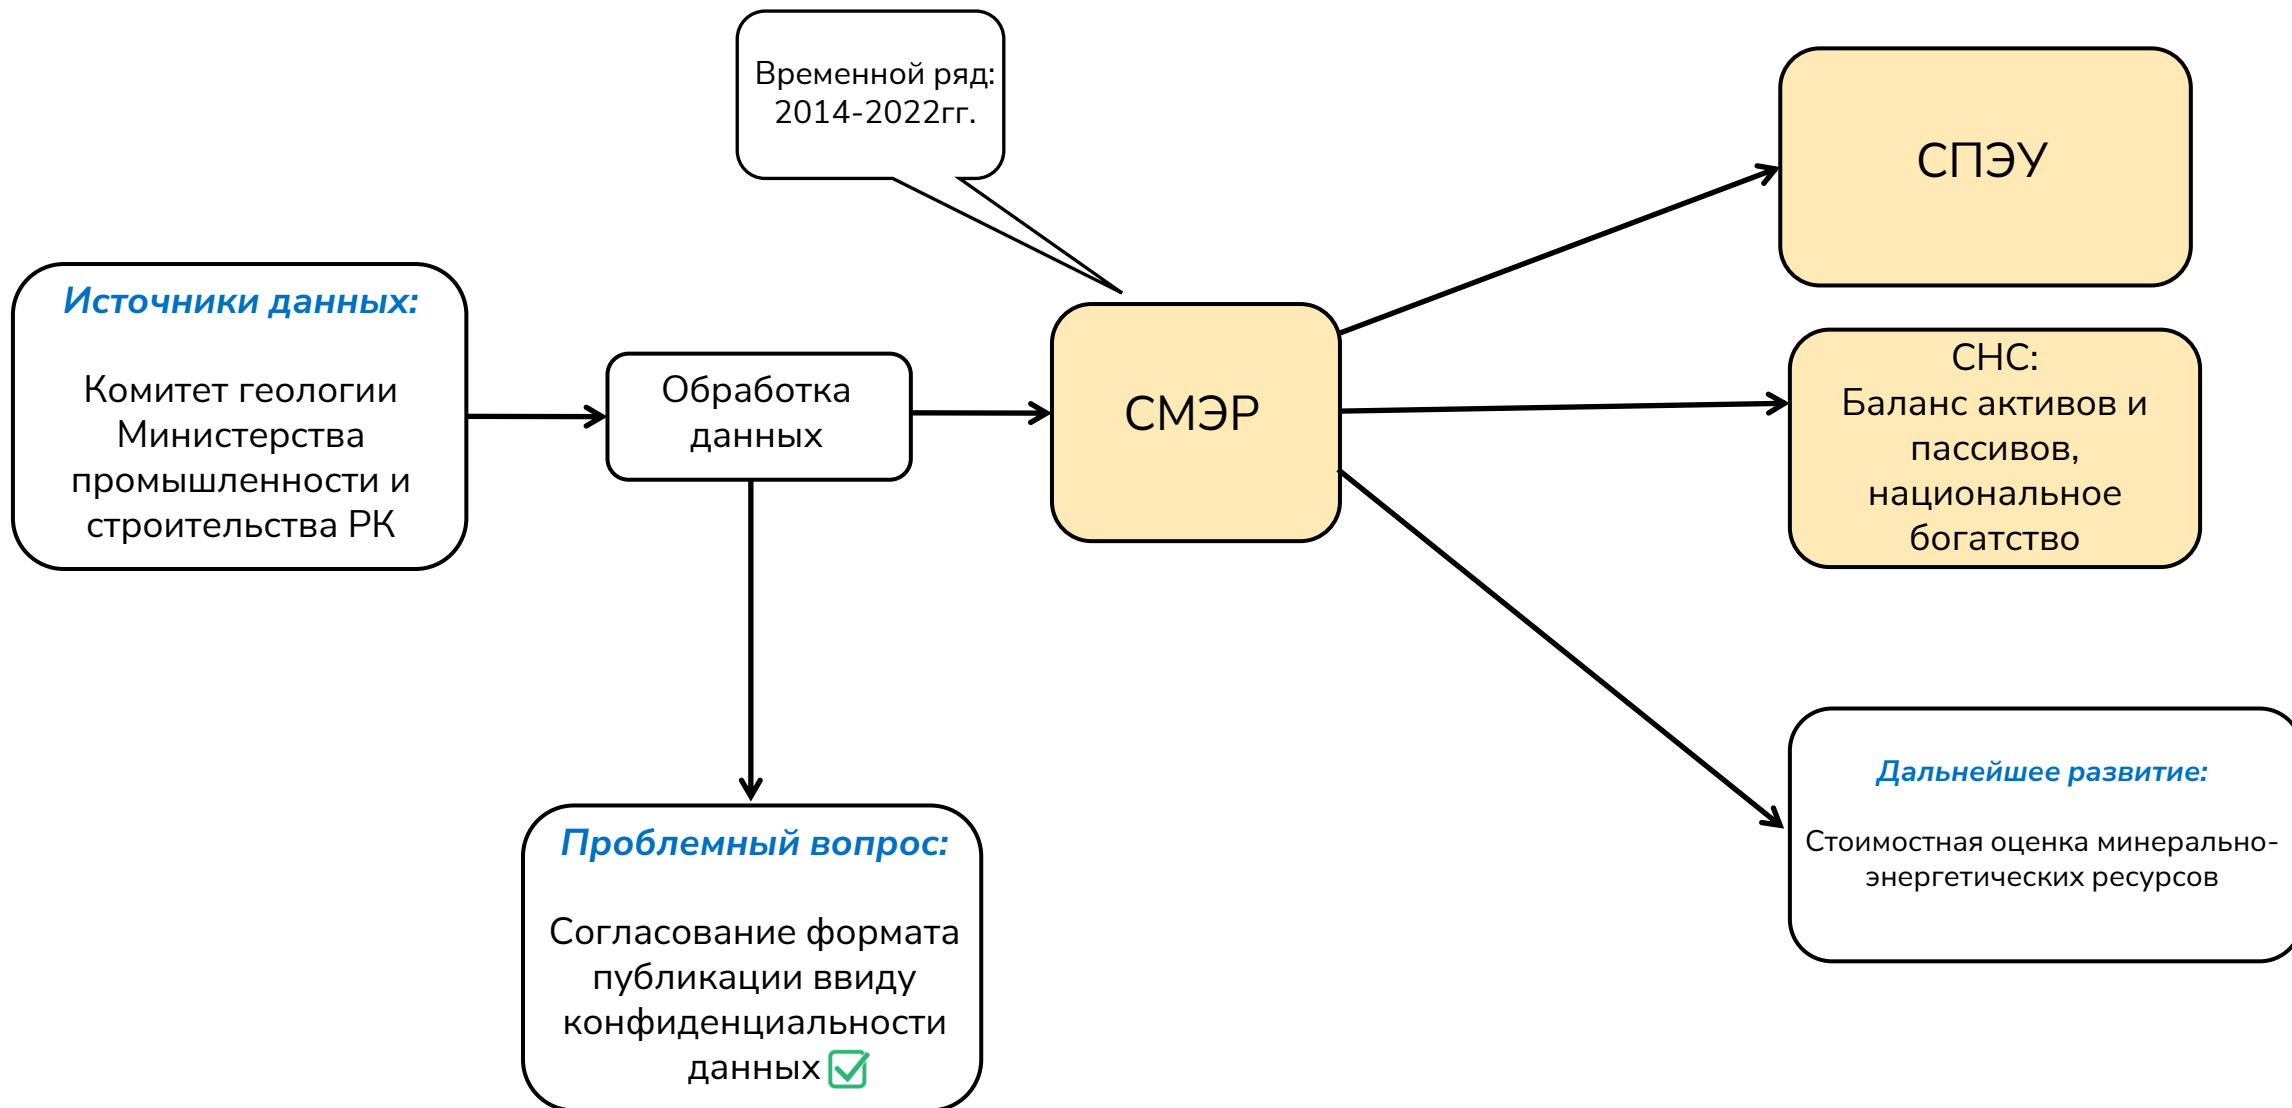 Временной ряд:
2014-2022гг.
СПЭУ
Источники данных:
Комитет геологии
Министерства
промышленности и
строительства РК
Обработка
данных
СМЭР
СНС:
Баланс активов и
пассивов,
национальное
богатство
Проблемный вопрос:
Согласование формата
публикации ввиду
конфиденциальности
данных
Дальнейшее развитие:
Стоимостная оценка минерально-
энергетических ресурсов